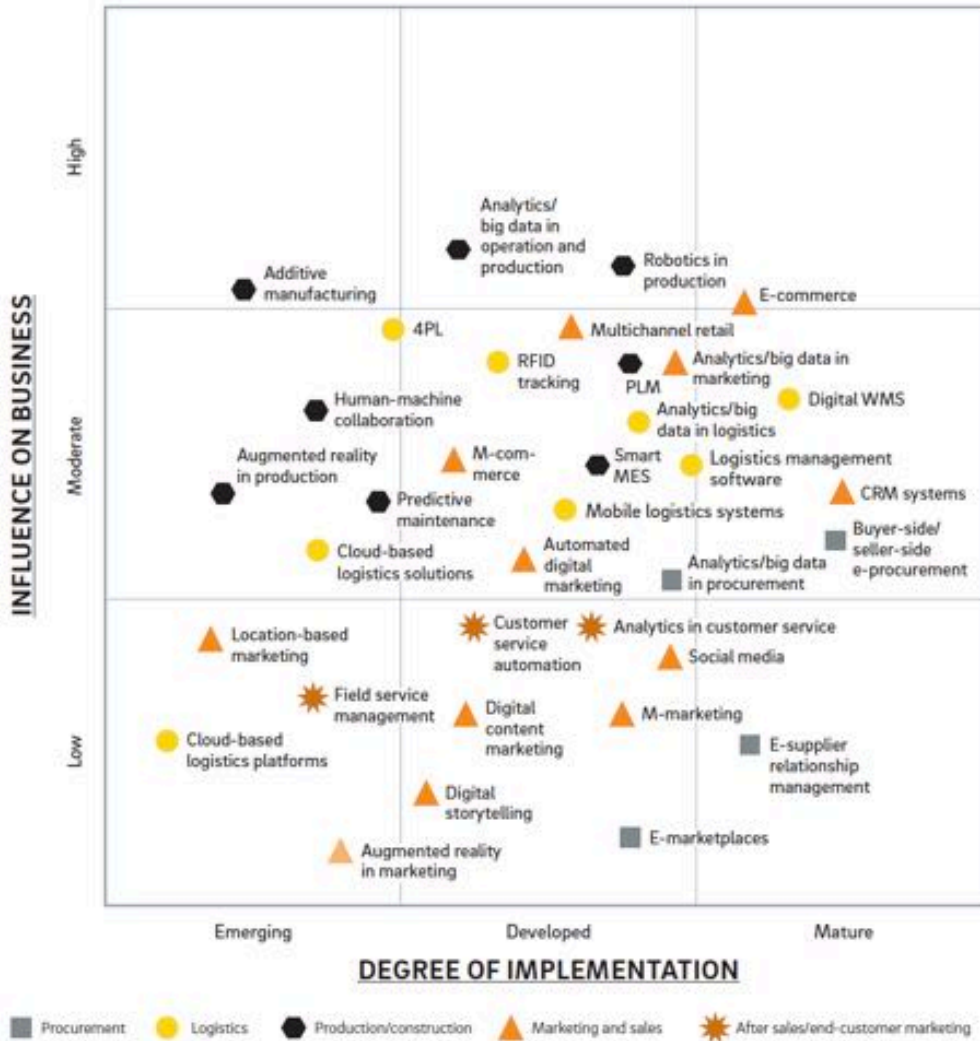 INFLUENCE ON BUSINESS
High
Moderate
Low
Analytics/
big data in
operation and
production
Robotics in
production
Additive
manufacturing
E-commerce
4PL
Multichannel retail
RFID
tracking
PLM
Analytics/big data in
marketing
Human-machine
collaboration
Digital WMS
Analytics/big
data in logistics
Augmented reality
in production
M-com-
merce
Smart
MES
Logistics management
software
Predictive
maintenance
CRM systems
Mobile logistics systems
Buyer-side/
seller-side
e-procurement
Cloud-based
logistics solutions
Automated
digital
marketing
Analytics/big data
in procurement
Location-based
marketing
Customer
service
automation
Analytics in customer service
Social media
Field service
management
Digital
content
marketing
M-marketing
Cloud-based
logistics platforms
E-supplier
relationship
management
Digital
storytelling
E-marketplaces
Augmented reality
in marketing
Emerging
Developed
Mature
DEGREE OF IMPLEMENTATION
Procurement
Logistics
Production/construction
Marketing and sales
After sales/end-customer marketing